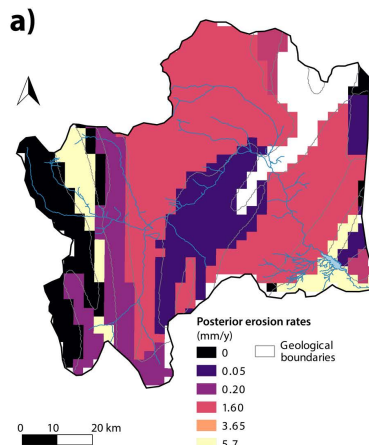 a)
Posterior erosion rates
(mm/y)
0
0.05
0.20
1.60
3.65
5.7
Geological
boundaries
0 10 20 km